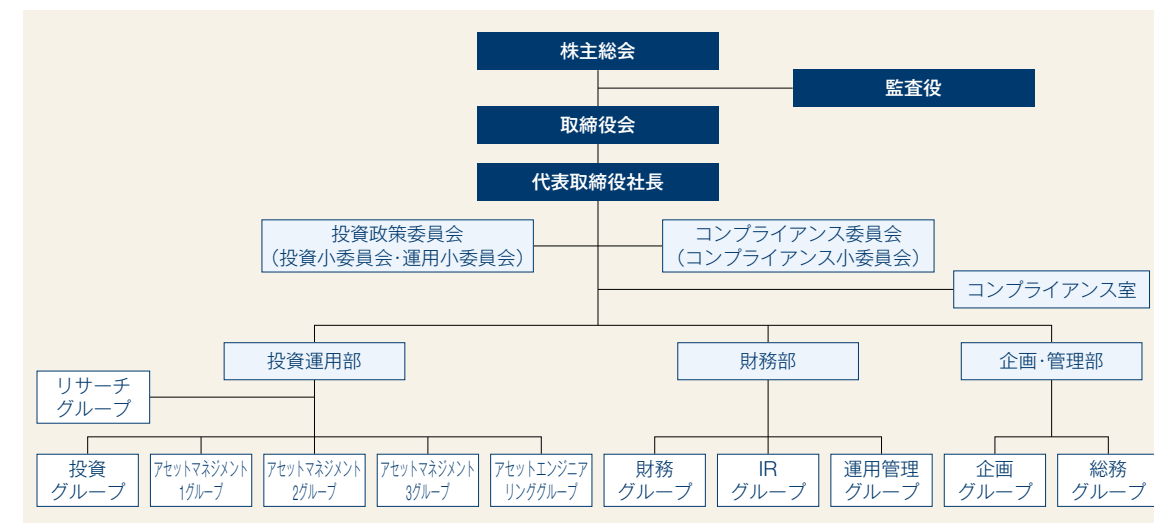 株主総会
監査役
取締役会
代表取締役社長
投資政策委員会
（投資小委員会・運用小委員会）
コンプライアンス委員会
（コンプライアンス小委員会）
コンプライアンス室
投資運用部
財務部
企画・管理部
リサーチ
グループ
投資
グループ
アセットマネジメント
1グループ
アセットマネジメント
2グループ
アセットマネジメント
3グループ
アセットエンジニア
リンググループ
財務
グループ
IR
グループ
運用管理
グループ
企画
グループ
総務
グループ